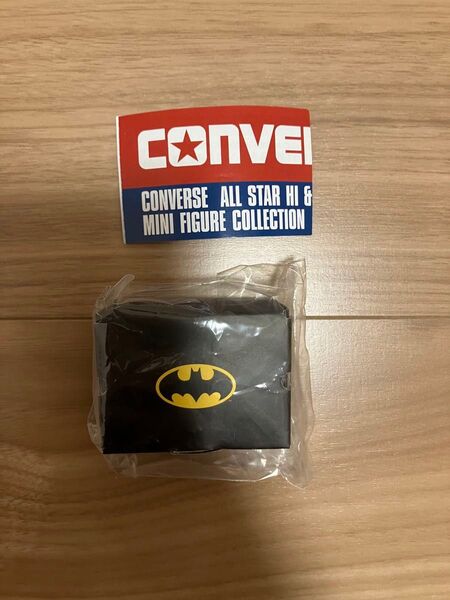 CONVE
CONVERSE ALL STAR HI &
MINI FIGURE COLLECTION